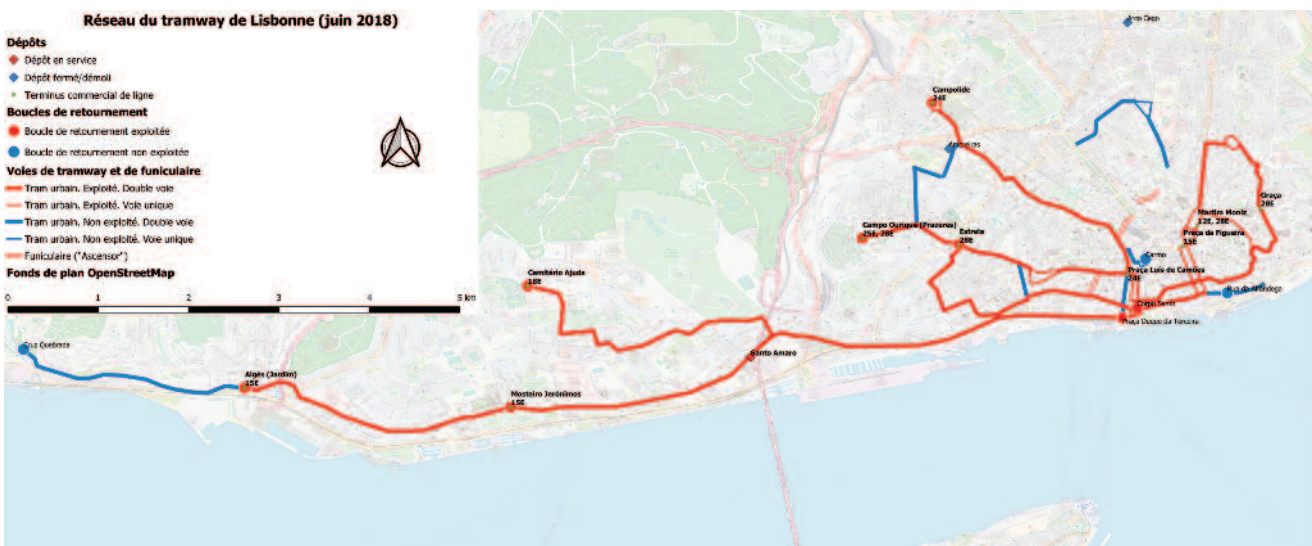 Réseau du tramway de Lisbonne (juin 2018)
Dépôts
Dépôt en service
Dépôt fermé/démoli
Terminus commercial de ligne
Boucles de retournement
Boucle de retournement exploitée
Boucle de retournement non exploitée
Voies de tramway et de funiculaire
Tram urbain. Exploité. Double voie
Tram urbain. Exploité. Voie unique
Tram urbain. Non exploité. Double voie
Tram urbain. Non exploité. Voie unique
Funiculaire ("Ascensor")
Fonds de plan OpenStreetMap
0 1 2 3 4 5 km
Arco Cego
Campolide
24E
Amoreiras
Graça
28E
Martim Moniz
12E, 28E
Campo Ourique (Prazeres)
25E, 28E
Estrela
28E
Praça da Figueira
15E
Carmo
Cemitério Ajuda
18E
Praça Luís de Camões
24E
Rua da Alfândega
Corpo Santo
Praça Duque da Terceira
Cruz Quebrada
Santo Amaro
Algés (Jardim)
15E
Mosteiro Jerónimos
15E